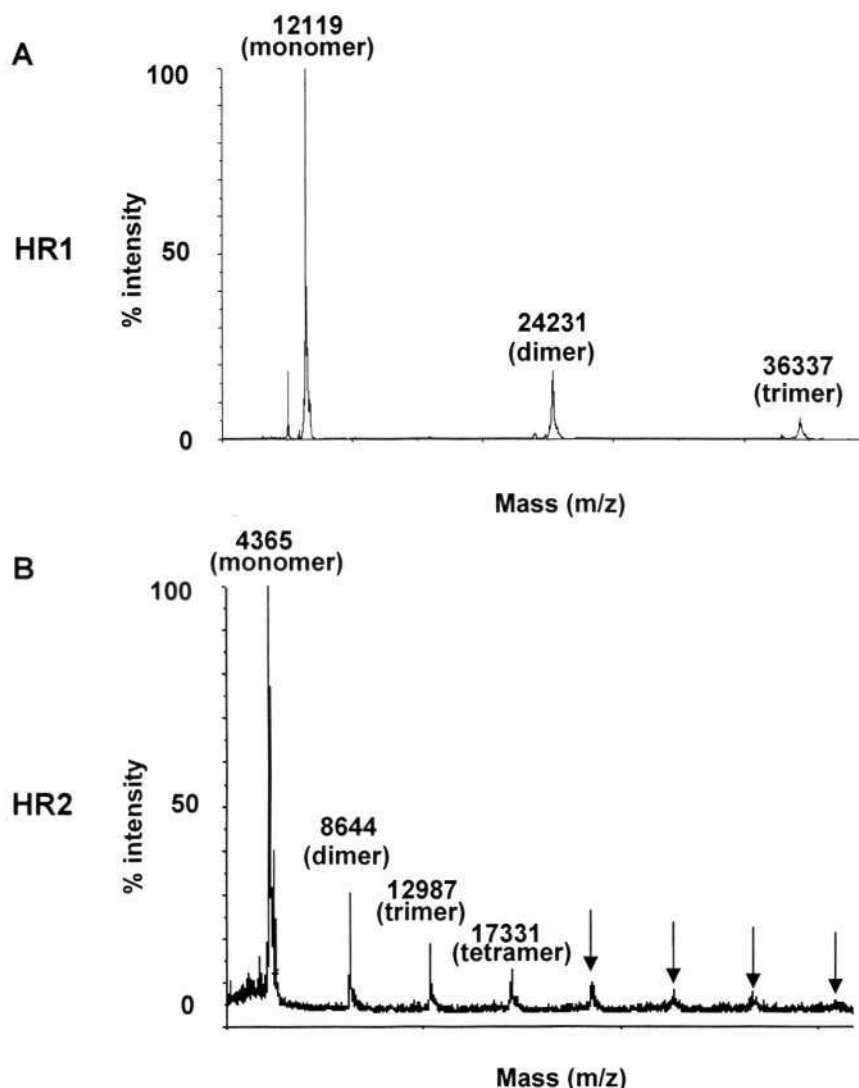 A
12119
(monomer)
100
50
0
% intensity
HR1
24231
(dimer)
36337
(trimer)
Mass (m/z)
B
4365
(monomer)
100
50
0
% intensity
HR2
8644
(dimer)
12987
(trimer)
17331
(tetramer)
Mass (m/z)